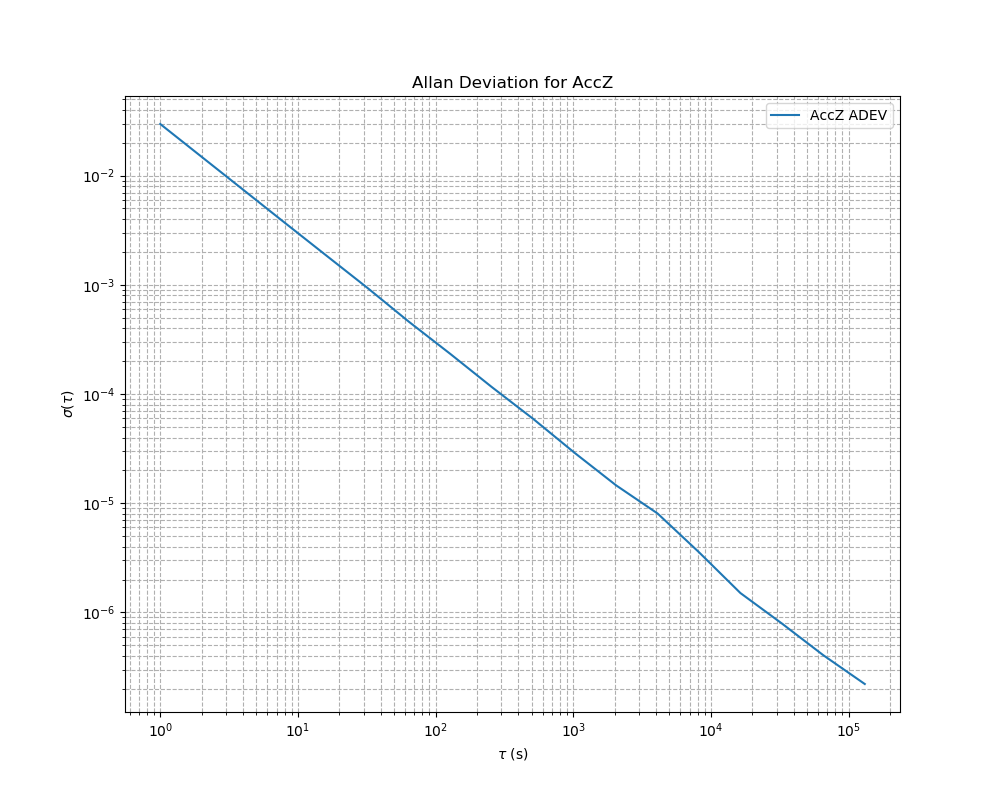 Allan Deviation for AccZ
AccZ ADEV
10⁻²
10⁻³
10⁻⁴
10⁻⁵
10⁻⁶
σ(τ)
10⁰ 10¹ 10² 10³ 10⁴ 10⁵
τ (s)